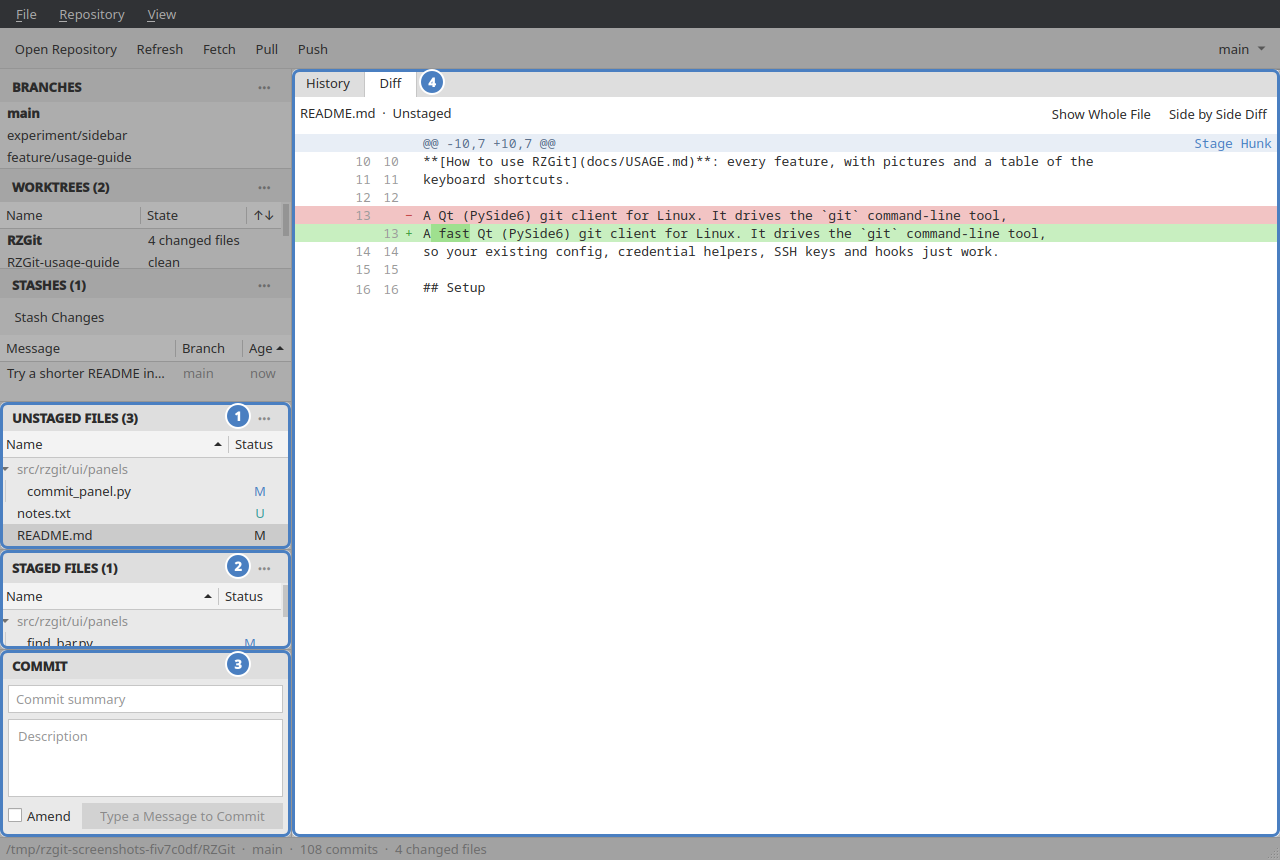 File Repository View
Open Repository Refresh Fetch Pull Push main
BRANCHES ···
main
experiment/sidebar
feature/usage-guide
WORKTREES (2) ···
Name State ↑↓
RZGit 4 changed files
RZGit-usage-guide clean
STASHES (1) ···
Stash Changes
Message Branch Age
Try a shorter README in... main now
UNSTAGED FILES (3) 1 ···
Name Status
src/rzgit/ui/panels
commit_panel.py M
notes.txt U
README.md M
STAGED FILES (1) 2 ···
Name Status
src/rzgit/ui/panels
find_bar.py M
COMMIT 3
Commit summary
Description
Amend Type a Message to Commit
History Diff 4
README.md · Unstaged Show Whole File Side by Side Diff
@@ -10,7 +10,7 @@ Stage Hunk
10 10 **[How to use RZGit](docs/USAGE.md)**: every feature, with pictures and a table of the
11 11 keyboard shortcuts.
12 12
13 − A Qt (PySide6) git client for Linux. It drives the `git` command-line tool,
13 + A fast Qt (PySide6) git client for Linux. It drives the `git` command-line tool,
14 14 so your existing config, credential helpers, SSH keys and hooks just work.
15 15
16 16 ## Setup
/tmp/rzgit-screenshots-fiv7c0df/RZGit · main · 108 commits · 4 changed files